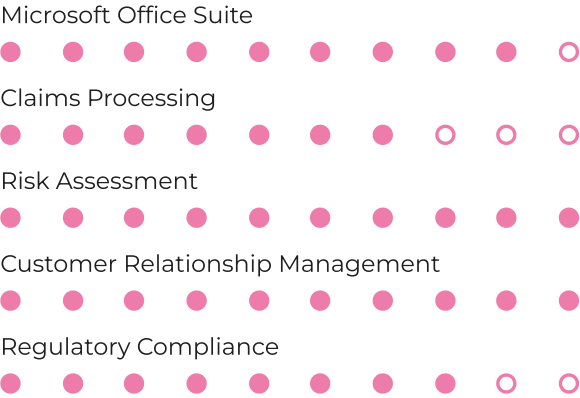 Microsoft Office Suite
Claims Processing
Risk Assessment
Customer Relationship Management
Regulatory Compliance